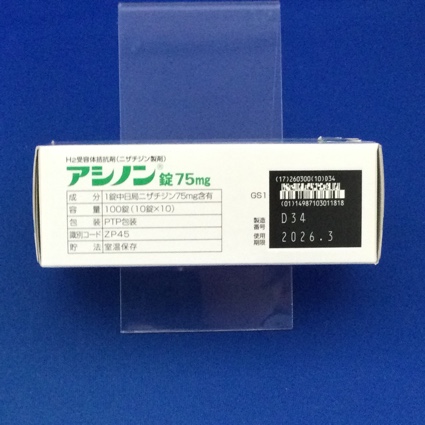 H2受容体拮抗剤(ニザチジン製剤)
アシノン®錠75mg
成 分 1錠中日局ニザチジン75mg含有
容 量 100錠(10錠×10)
包 装 PTP包装
識別コード ZP45
貯 法 室温保存
GS1
(17)260300(10)D34
(01)14987103011818
製造番号 D34
使用期限 2026.3